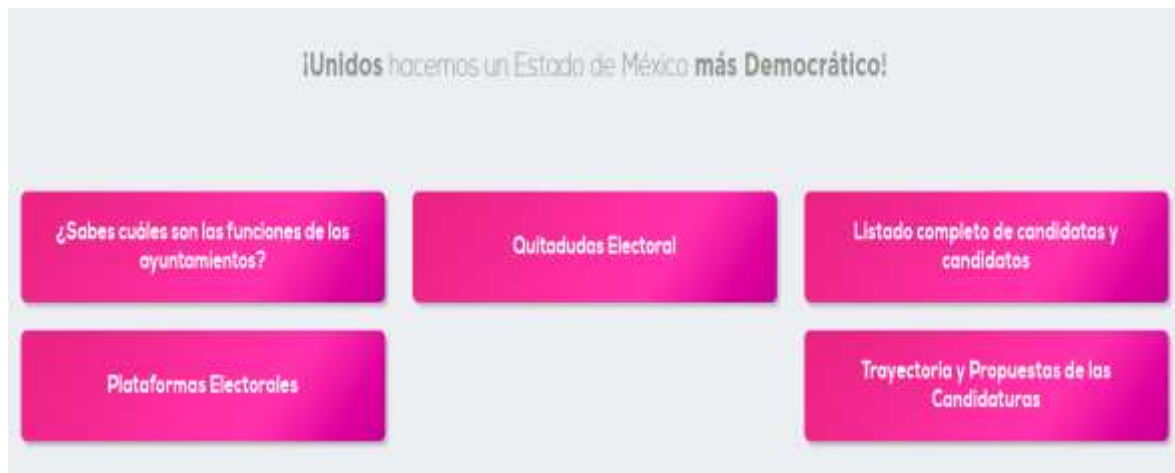 ¡Unidos hacemos un Estado de México más Democrático!
¿Sabes cuáles son las funciones de los
ayuntamientos?
Quitadudas Electoral
Listado completo de candidatas y
candidatos
Plataformas Electorales
Trayectoria y Propuestas de las
Candidaturas